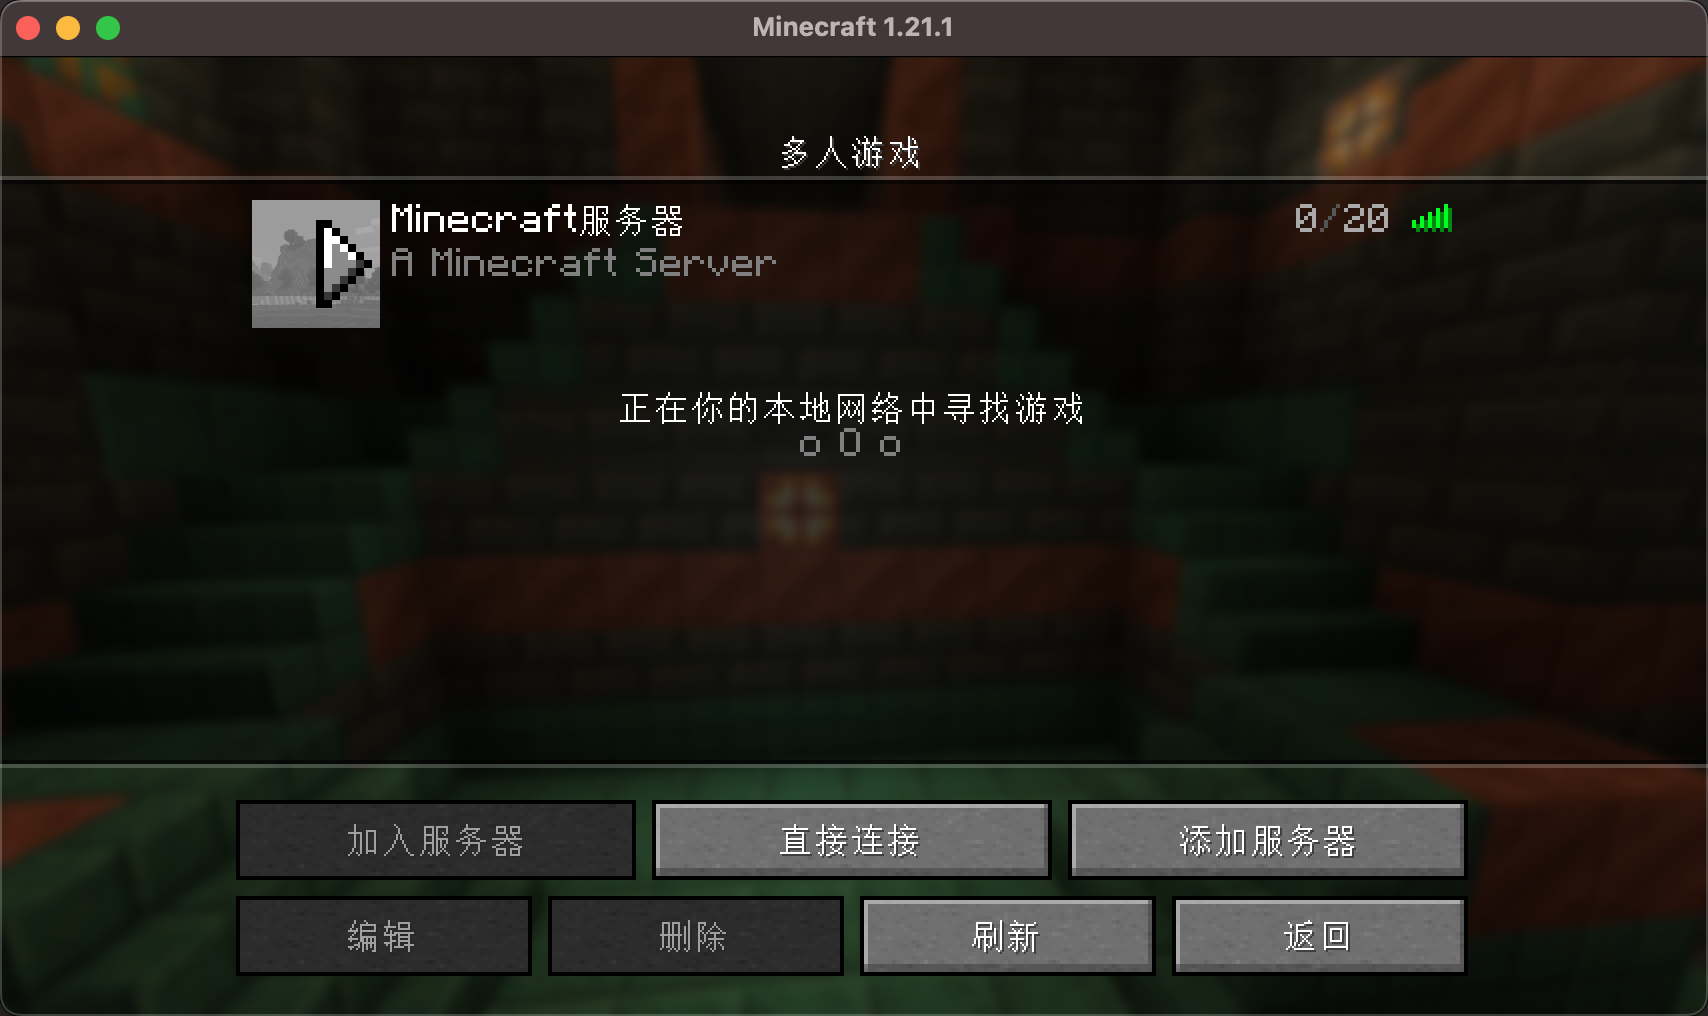 Minecraft 1.21.1
多人游戏
Minecraft服务器 0/20
A Minecraft Server
正在你的本地网络中寻找游戏
o O o
加入服务器 直接连接 添加服务器
编辑 删除 刷新 返回